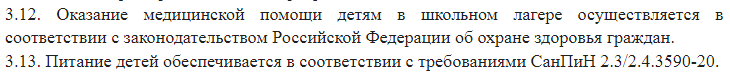 3.12. Оказание медицинской помощи детям в школьном лагере осуществляется в
соответствии с законодательством Российской Федерации об охране здоровья граждан.
3.13. Питание детей обеспечивается в соответствии с требованиями СанПиН 2.3/2.4.3590-20.